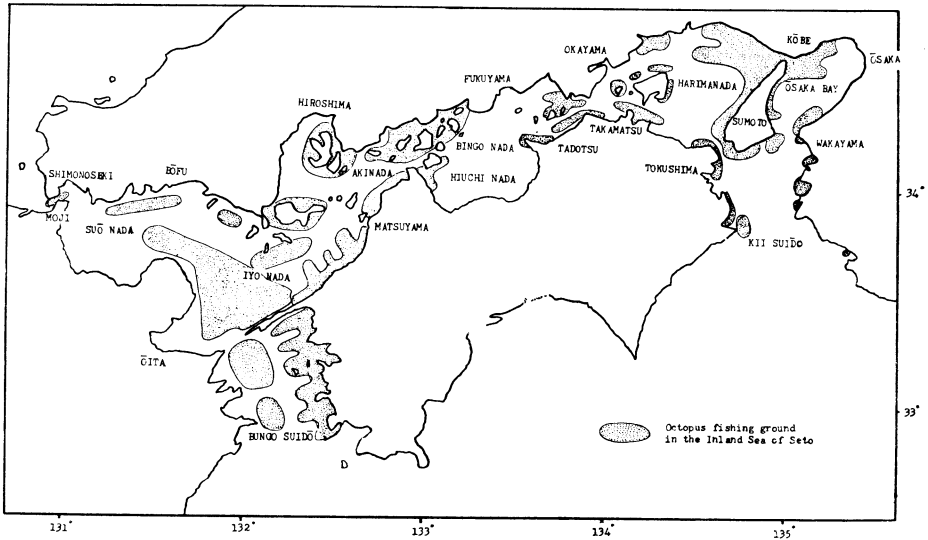 KŌBE
ŌSAKA
OKAYAMA
HARIMANADA
OSAKA BAY
FUKUYAMA
HIROSHIMA
SUMOTO
TAKAMATSU
WAKAYAMA
BINGO NADA
TADOTSU
AKINADA
TOKUSHIMA
HIUCHI NADA
SHIMONOSEKI
ŌOFU
34°
MOJI
MATSUYAMA
SUŌ NADA
KII SUIDŌ
IYO NADA
ŌITA
33°
BUNGO SUIDŌ
Octopus fishing ground
in the Inland Sea of Seto
D
131°
132°
133°
134°
135°